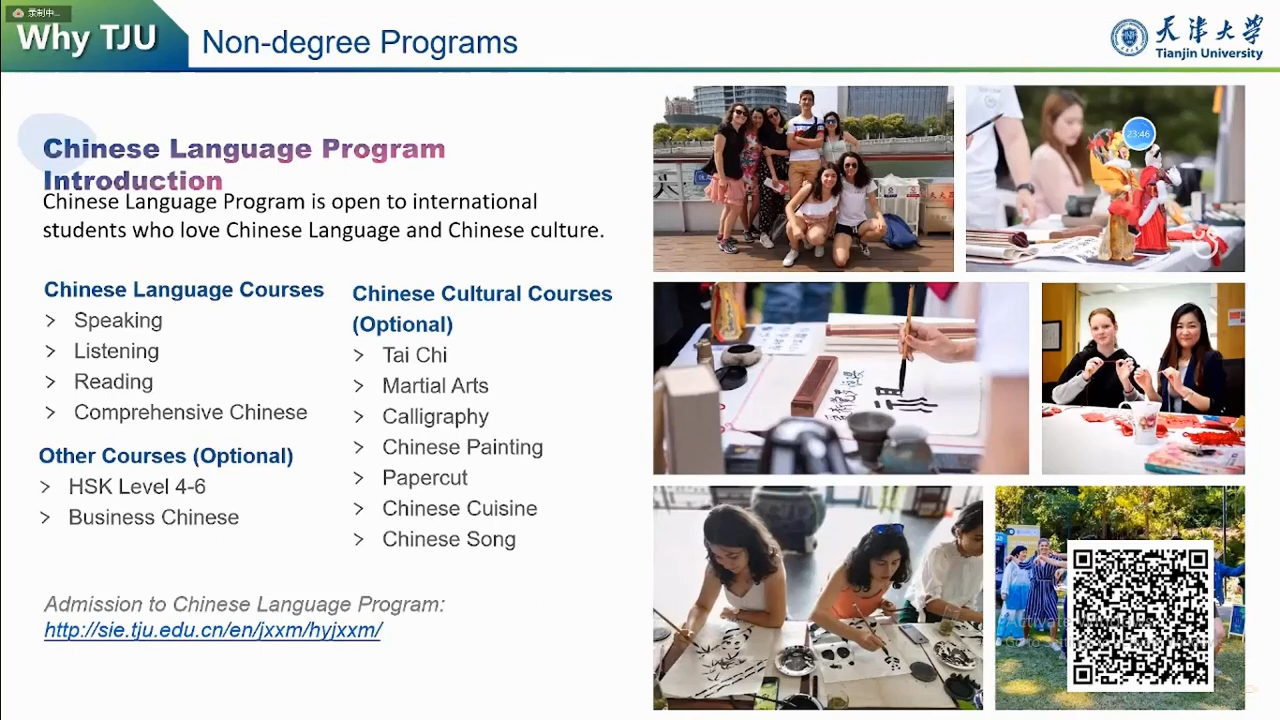 录制中...
Why TJU
Non-degree Programs
天津大学
Tianjin University
Chinese Language Program
Introduction
Chinese Language Program is open to international
students who love Chinese Language and Chinese culture.
Chinese Language Courses
> Speaking
> Listening
> Reading
> Comprehensive Chinese
Other Courses (Optional)
> HSK Level 4-6
> Business Chinese
Chinese Cultural Courses
(Optional)
> Tai Chi
> Martial Arts
> Calligraphy
> Chinese Painting
> Papercut
> Chinese Cuisine
> Chinese Song
Admission to Chinese Language Program:
http://sie.tju.edu.cn/en/jxxm/hyjxxm/
23:46